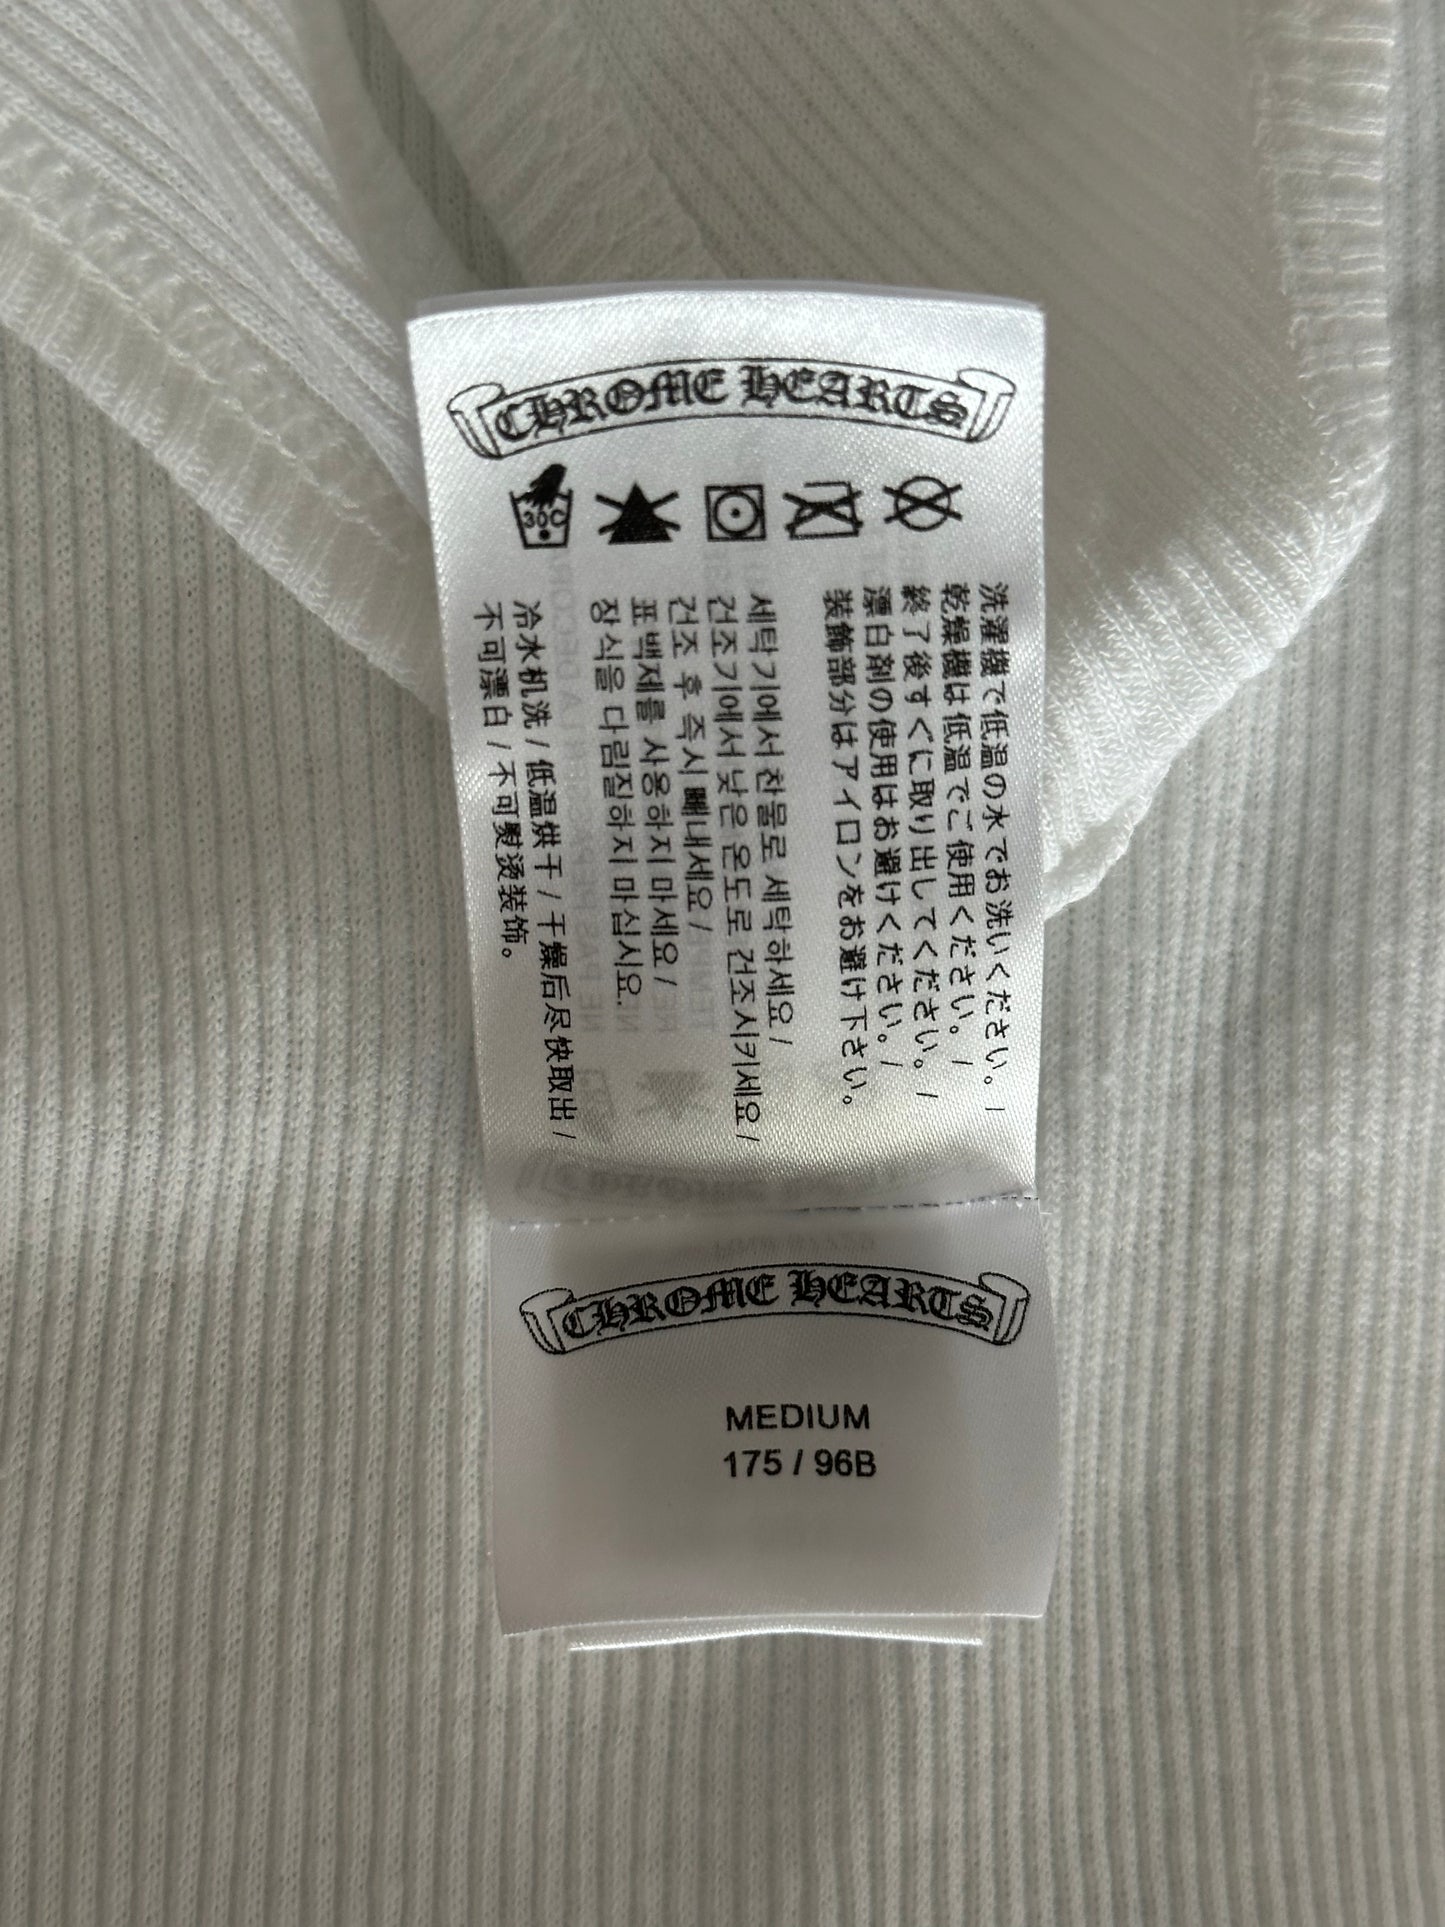 CHROME HEARTS
30C
洗濯機で低温の水でお洗いください。/
乾燥機は低温でご使用ください。/
終了後すぐに取り出してください。/
漂白剤の使用はお避けください。/
装飾部分はアイロンをお避け下さい。
세탁기에서 찬물로 세탁하세요 /
건조기에서 낮은 온도로 건조시키세요 /
건조 후 즉시 빼내세요 /
표백제를 사용하지 마세요 /
장식을 다림질하지 마십시요.
冷水机洗 / 低温烘干 / 干燥后尽快取出 /
不可漂白 / 不可熨烫装饰。
CHROME HEARTS
MEDIUM
175 / 96B